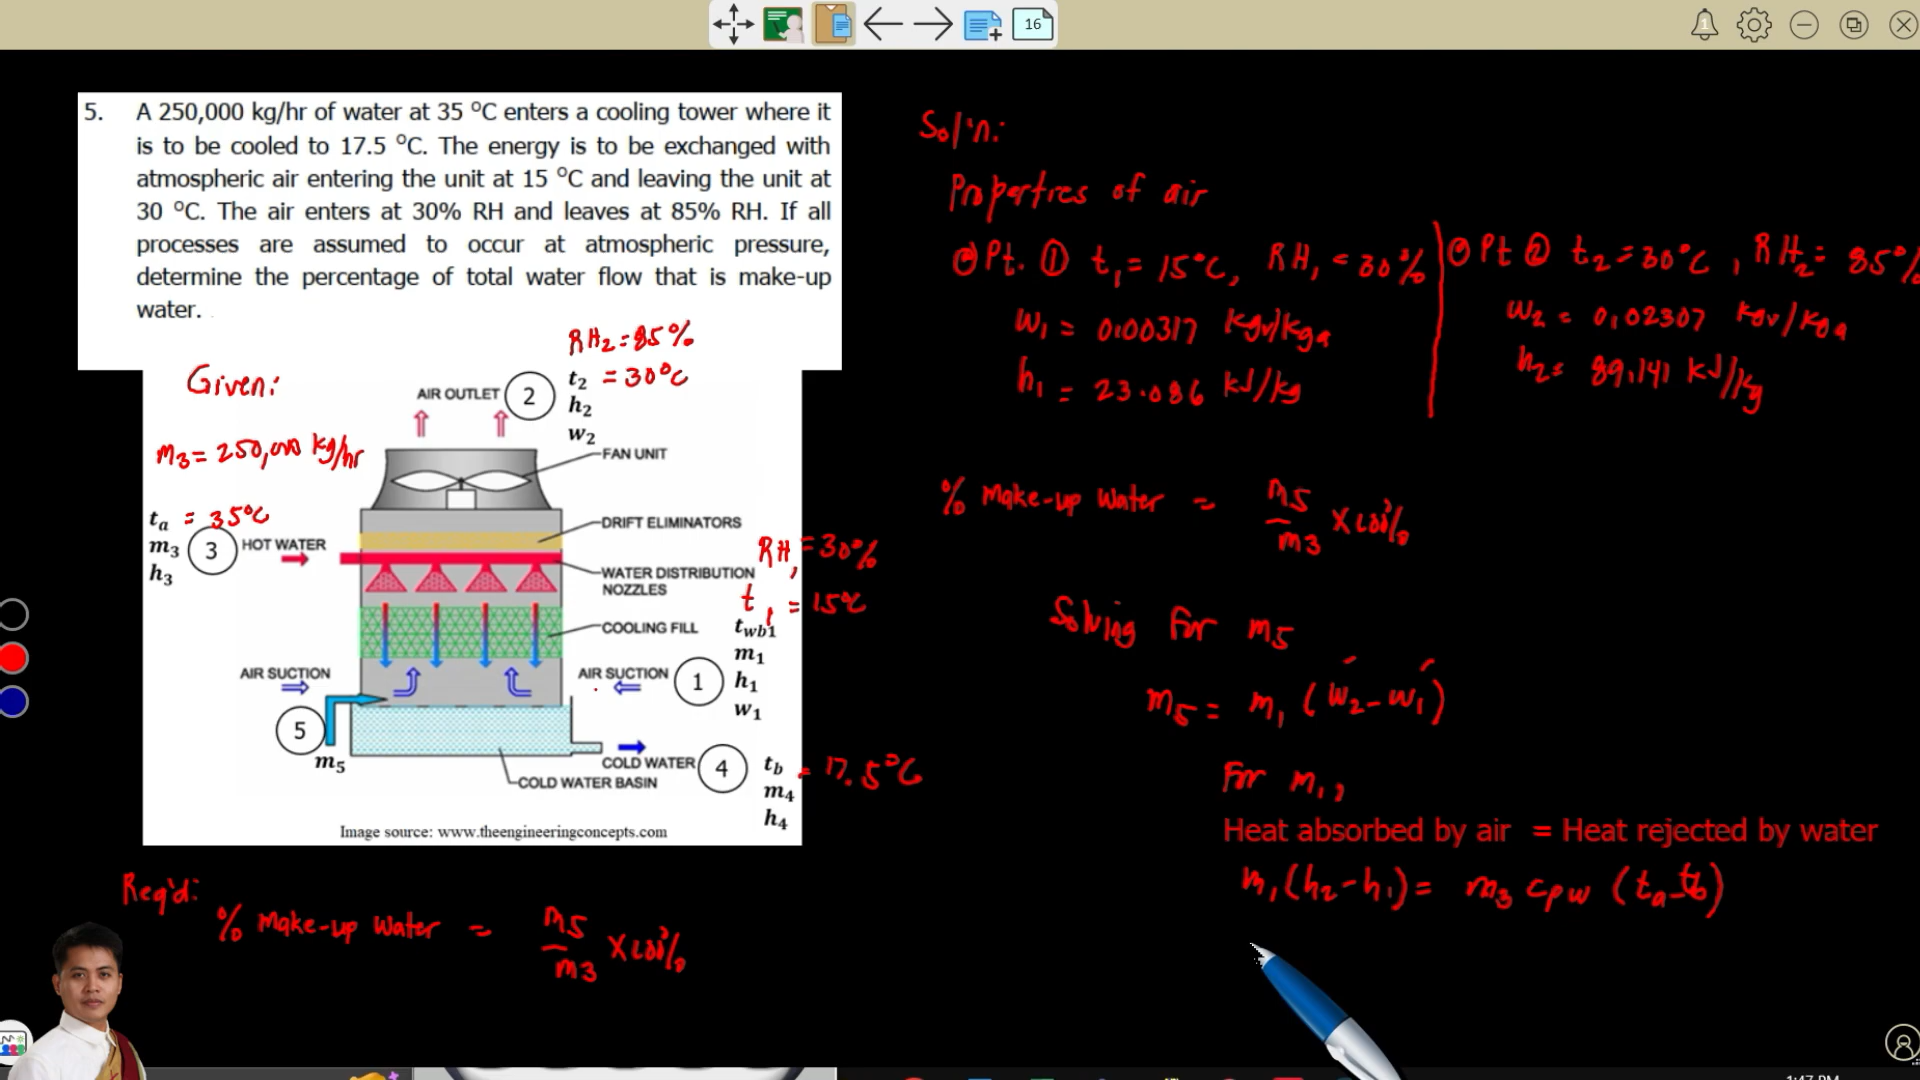 16
1
5. A 250,000 kg/hr of water at 35 °C enters a cooling tower where it
is to be cooled to 17.5 °C. The energy is to be exchanged with
atmospheric air entering the unit at 15 °C and leaving the unit at
30 °C. The air enters at 30% RH and leaves at 85% RH. If all
processes are assumed to occur at atmospheric pressure,
determine the percentage of total water flow that is make-up
water.
Given:
RH2 = 85%
t2 = 30°C
h2
w2
AIR OUTLET
2
FAN UNIT
m3 = 250,000 kg/hr
ta = 35°C
m3
h3
3
HOT WATER
DRIFT ELIMINATORS
WATER DISTRIBUTION
NOZZLES
COOLING FILL
RH1 = 30%
t1 = 15°C
twb1
m1
h1
w1
AIR SUCTION
AIR SUCTION
1
5
m5
COLD WATER
4
tb = 17.5°C
m4
h4
COLD WATER BASIN
Image source: www.theengineeringconcepts.com
Req'd:
% Make-up Water = m5/m3 x 100%
Sol'n:
Properties of air
@ Pt. 1 t1 = 15°C, RH1 = 30%
w1 = 0.00317 kgv/kga
h1 = 23.086 kJ/kg
@ Pt 2 t2 = 30°C, RH2 = 85%
w2 = 0.02307 kgv/kga
h2 = 89.141 kJ/kg
% Make-up Water = m5/m3 x 100%
Solving for m5
m5 = m1 (w2 - w1)
For m1,
Heat absorbed by air = Heat rejected by water
m1(h2-h1) = m3 cpw (ta-tb)